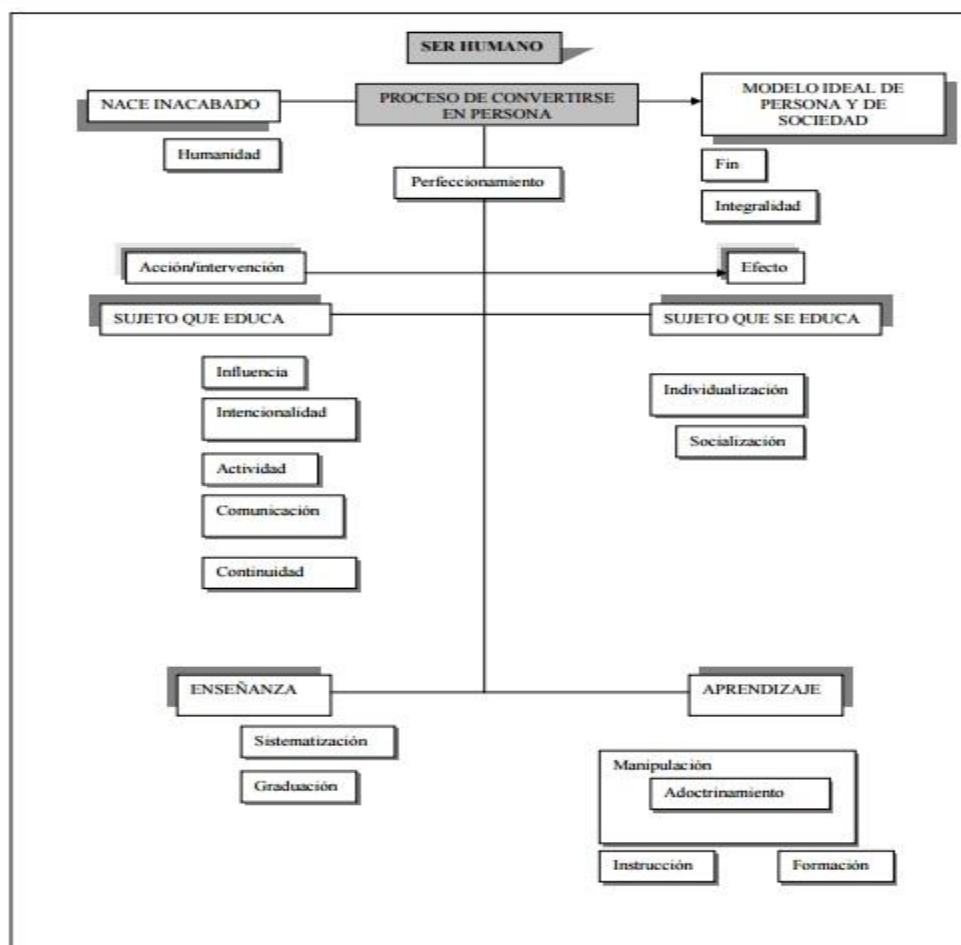 SER HUMANO
NACE INACABADO
PROCESO DE CONVERTIRSE
EN PERSONA
MODELO IDEAL DE
PERSONA Y DE
SOCIEDAD
Humanidad
Perfeccionamiento
Fin
Integralidad
Acción/intervención
Efecto
SUJETO QUE EDUCA
SUJETO QUE SE EDUCA
Influencia
Intencionalidad
Actividad
Comunicación
Continuidad
Individualización
Socialización
ENSEÑANZA
APRENDIZAJE
Sistematización
Graduación
Manipulación
Adoctrinamiento
Instrucción
Formación